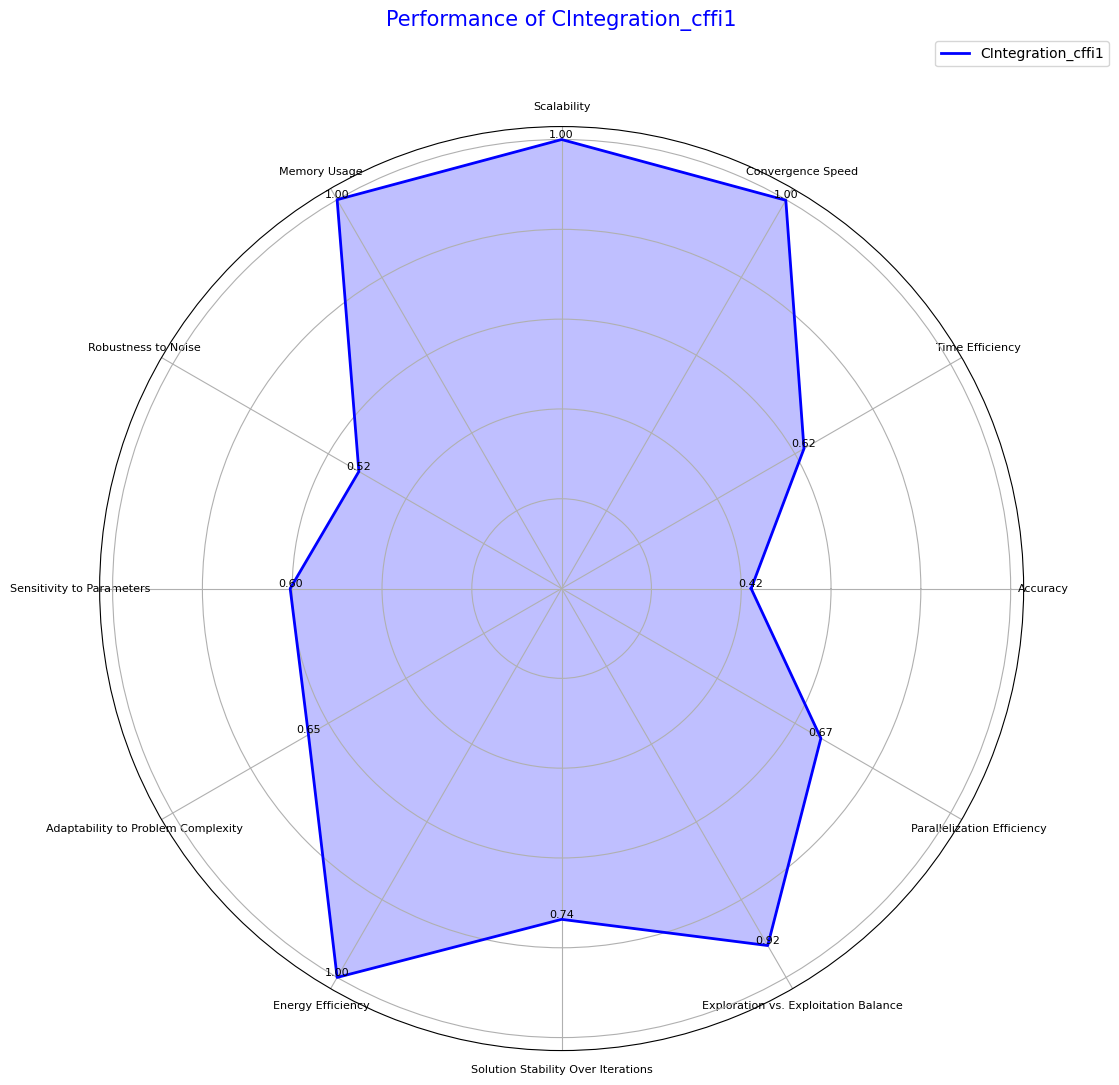 Performance of CIntegration_cffi1
CIntegration_cffi1
Scalability
1.00
Memory Usage
1.00
Convergence Speed
1.00
Robustness to Noise
0.52
Time Efficiency
0.62
Sensitivity to Parameters
0.60
Accuracy
0.42
Adaptability to Problem Complexity
0.65
Parallelization Efficiency
0.67
Energy Efficiency
1.00
Solution Stability Over Iterations
0.74
Exploration vs. Exploitation Balance
0.92